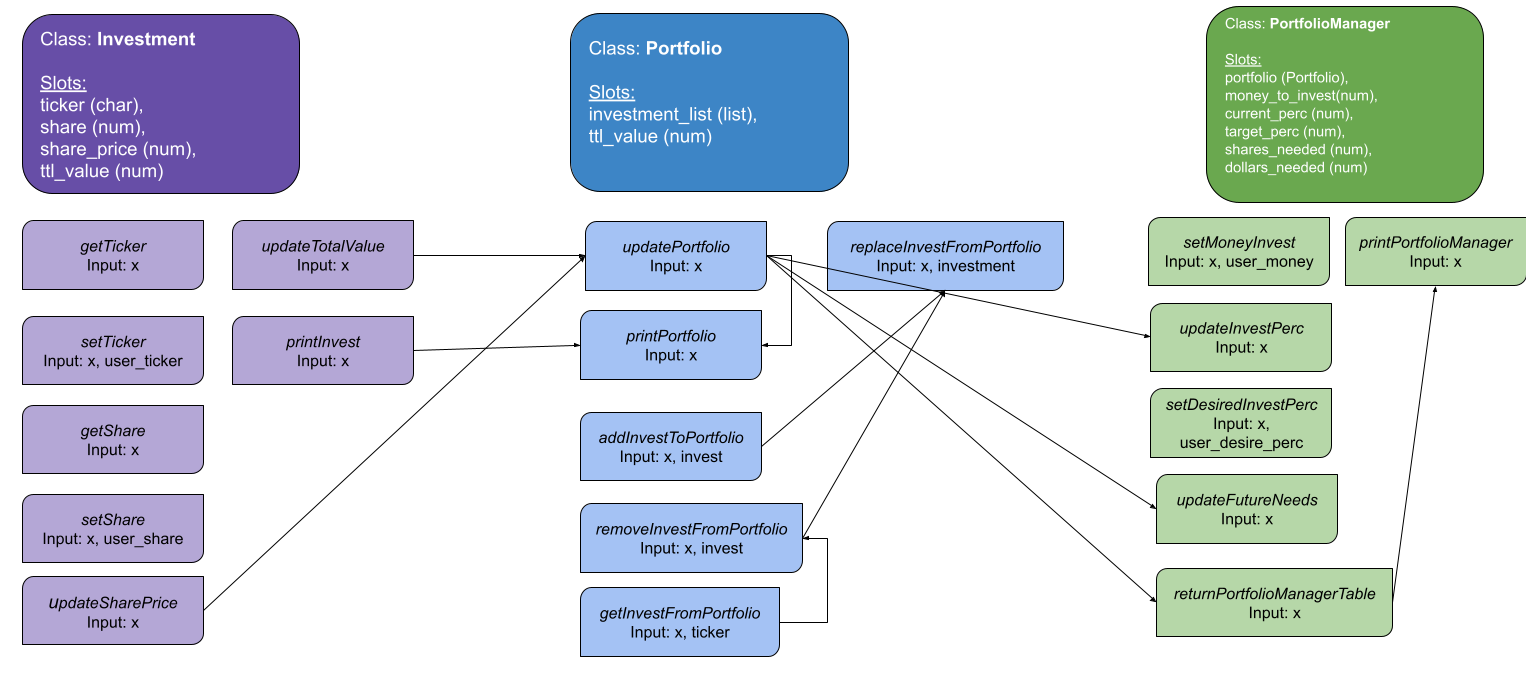 Class: Investment
Slots:
ticker (char),
share (num),
share_price (num),
ttl_value (num)
Class: Portfolio
Slots:
investment_list (list),
ttl_value (num)
Class: PortfolioManager
Slots:
portfolio (Portfolio),
money_to_invest(num),
current_perc (num),
target_perc (num),
shares_needed (num),
dollars_needed (num)
getTicker
Input: x
updateTotalValue
Input: x
setTicker
Input: x, user_ticker
printInvest
Input: x
getShare
Input: x
setShare
Input: x, user_share
updateSharePrice
Input: x
updatePortfolio
Input: x
replaceInvestFromPortfolio
Input: x, investment
printPortfolio
Input: x
addInvestToPortfolio
Input: x, invest
removeInvestFromPortfolio
Input: x, invest
getInvestFromPortfolio
Input: x, ticker
setMoneyInvest
Input: x, user_money
printPortfolioManager
Input: x
updateInvestPerc
Input: x
setDesiredInvestPerc
Input: x,
user_desire_perc
updateFutureNeeds
Input: x
returnPortfolioManagerTable
Input: x